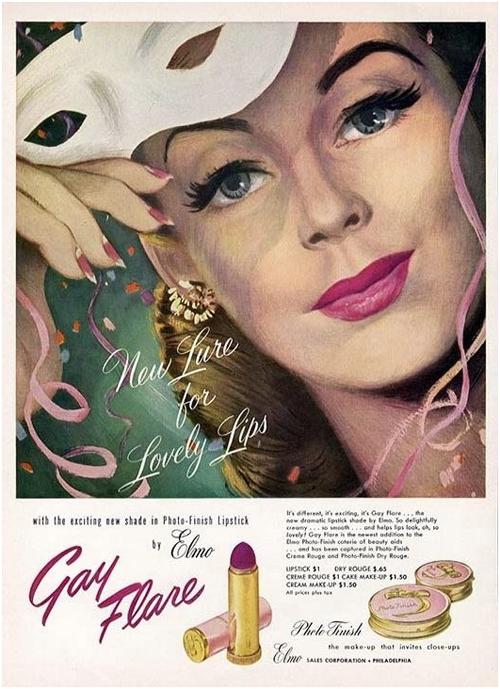 New Lure
for
Lovely Lips
with the exciting new shade in Photo-Finish Lipstick
by Elmo
Gay
Flare
It's different, it's exciting, it's Gay Flare . . . the
new dramatic lipstick shade by Elmo. So delightfully
creamy . . . so smooth . . . and helps lips look, oh, so
lovely! Gay Flare is the newest addition to the
Elmo Photo-Finish coterie of beauty aids
. . . and has been captured in Photo-Finish
Creme Rouge and Photo-Finish Dry Rouge.
LIPSTICK $1 DRY ROUGE $.65
CREME ROUGE $1 CAKE MAKE-UP $1.50
CREAM MAKE-UP $1.50
All prices plus tax
Photo Finish
Photo Finish
the make-up that invites close-ups
Elmo SALES CORPORATION • PHILADELPHIA